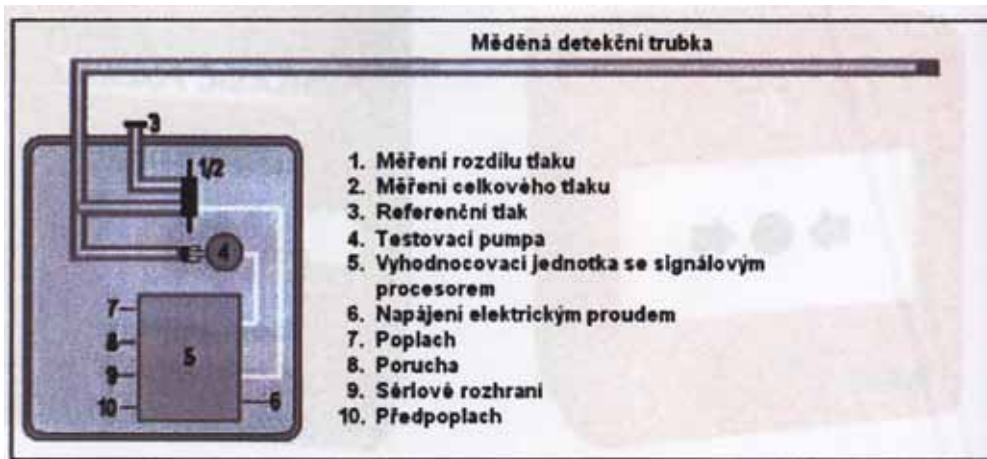 Měděná detekční trubka
3
1/2
4
7
8
5
9
10
6
1. Měření rozdílu tlaku
2. Měření celkového tlaku
3. Referenční tlak
4. Testovací pumpa
5. Vyhodnocovací jednotka se signálovým
procesorem
6. Napájení elektrickým proudem
7. Poplach
8. Porucha
9. Sériové rozhraní
10. Předpoplach